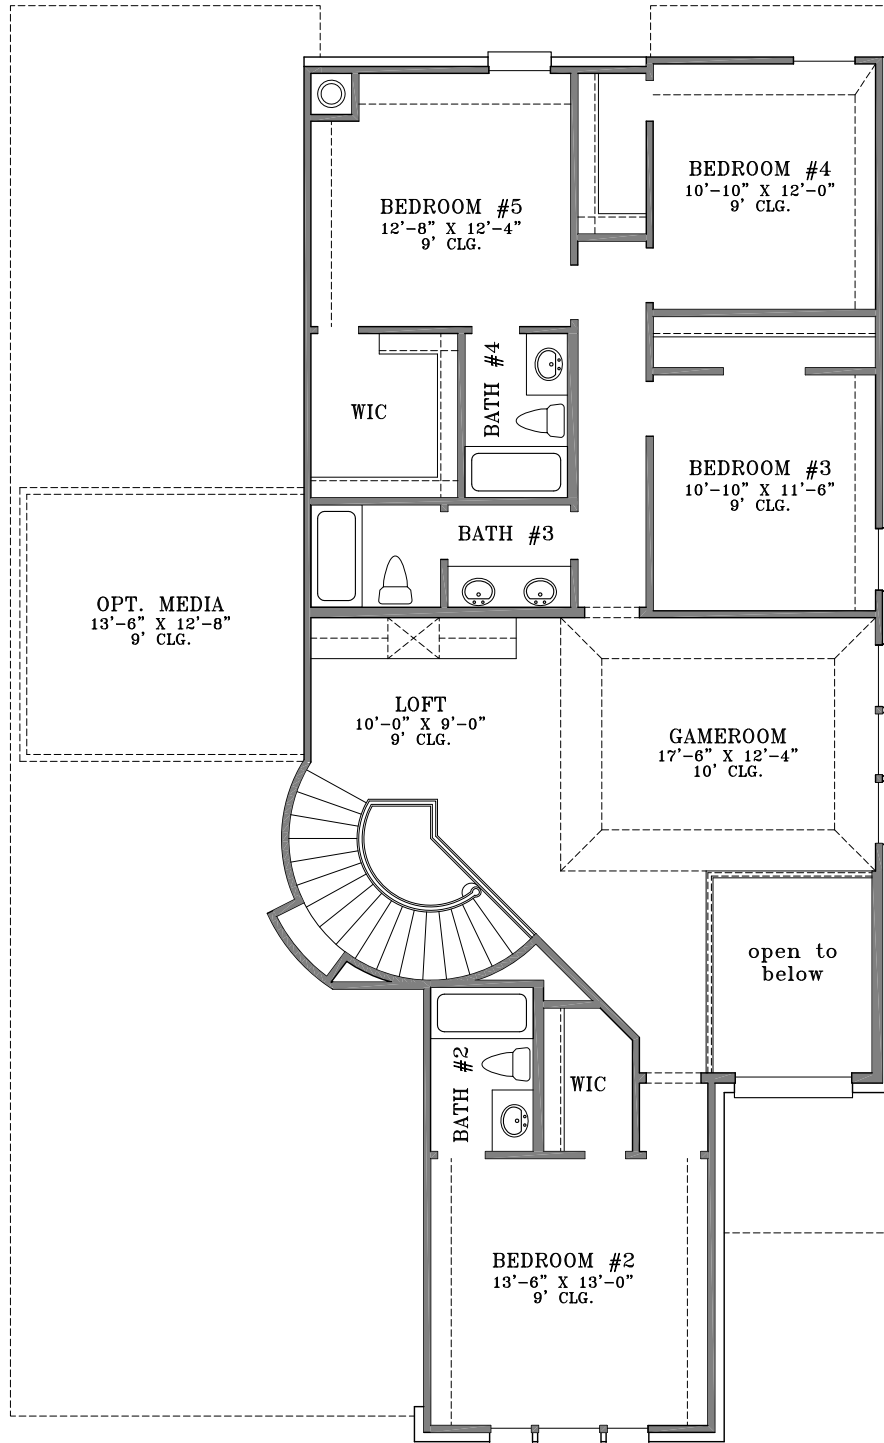 BEDROOM #4
10'-10" X 12'-0"
9' CLG.
BEDROOM #5
12'-8" X 12'-4"
9' CLG.
BATH #4
WIC
BEDROOM #3
10'-10" X 11'-6"
9' CLG.
BATH #3
OPT. MEDIA
13'-6" X 12'-8"
9' CLG.
LOFT
10'-0" X 9'-0"
9' CLG.
GAMEROOM
17'-6" X 12'-4"
10' CLG.
open to
below
BATH #2
WIC
BEDROOM #2
13'-6" X 13'-0"
9' CLG.